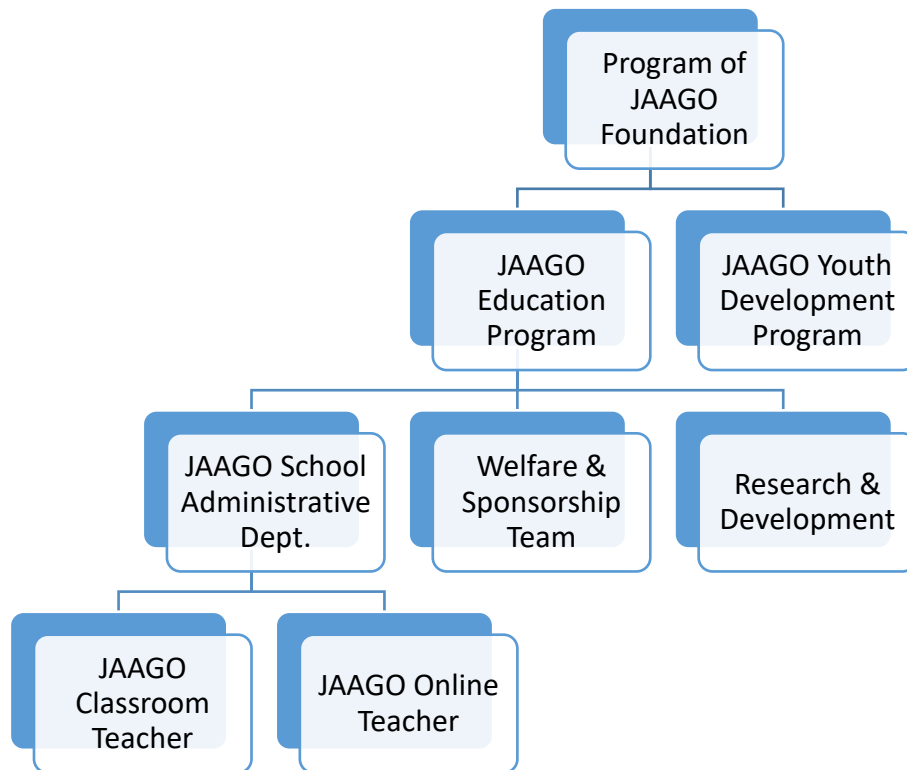 Program of
JAAGO
Foundation
JAAGO
Education
Program
JAAGO Youth
Development
Program
JAAGO School
Administrative
Dept.
Welfare &
Sponsorship
Team
Research &
Development
JAAGO
Classroom
Teacher
JAAGO Online
Teacher